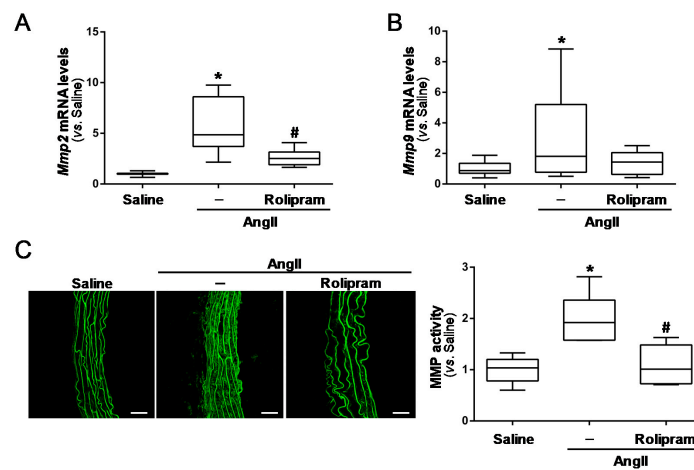 A
Mmp2 mRNA levels
(vs. Saline)
15
10
5
0
*
#
Saline
–
Rolipram
AngII
B
Mmp9 mRNA levels
(vs. Saline)
10
8
6
4
2
0
*
Saline
–
Rolipram
AngII
C
AngII
Saline
–
Rolipram
MMP activity
(vs. Saline)
3
2
1
0
*
#
Saline
–
Rolipram
AngII